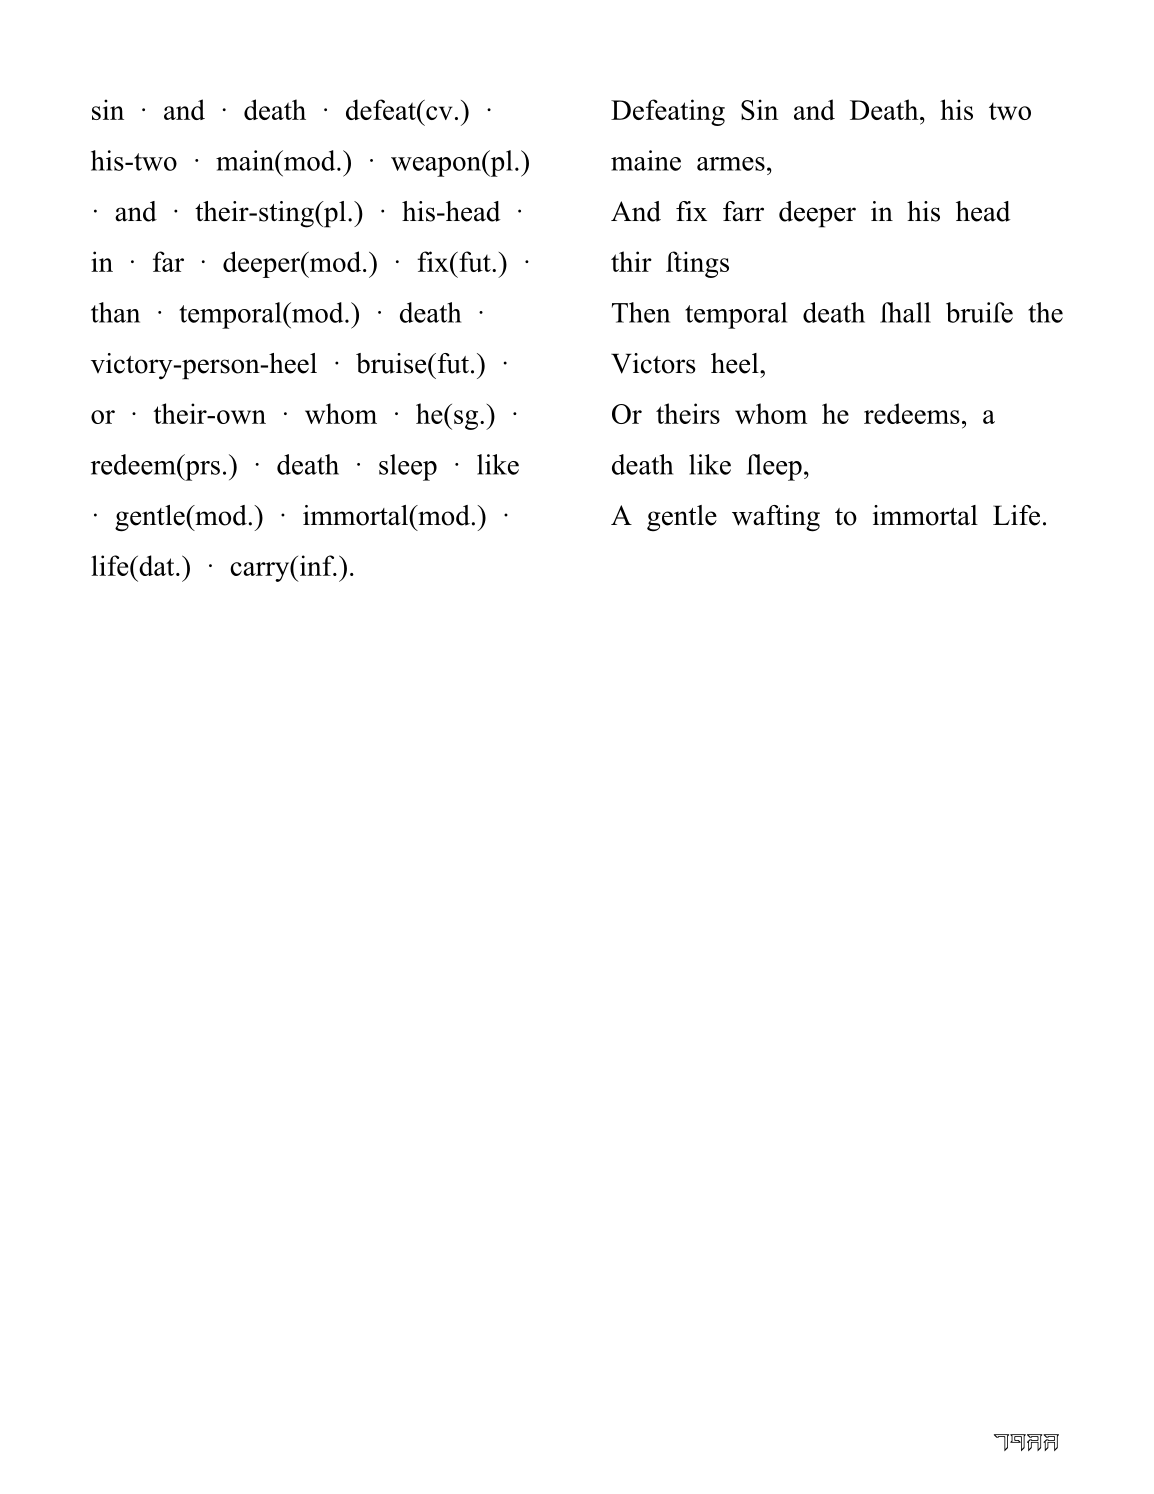 sin · and · death · defeat(cv.) ·
his-two · main(mod.) · weapon(pl.)
· and · their-sting(pl.) · his-head ·
in · far · deeper(mod.) · fix(fut.) ·
than · temporal(mod.) · death ·
victory-person-heel · bruise(fut.) ·
or · their-own · whom · he(sg.) ·
redeem(prs.) · death · sleep · like
· gentle(mod.) · immortal(mod.) ·
life(dat.) · carry(inf.).
Defeating Sin and Death, his two
maine armes,
And fix farr deeper in his head
thir ſtings
Then temporal death ſhall bruiſe the
Victors heel,
Or theirs whom he redeems, a
death like ſleep,
A gentle wafting to immortal Life.